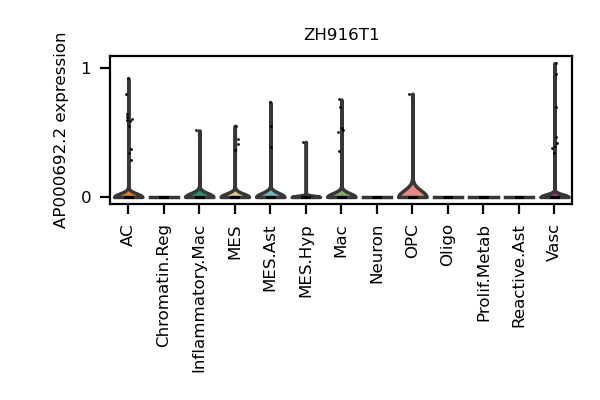 ZH916T1
AP000692.2 expression
1
0
AC
Chromatin.Reg
Inflammatory.Mac
MES
MES.Ast
MES.Hyp
Mac
Neuron
OPC
Oligo
Prolif.Metab
Reactive.Ast
Vasc